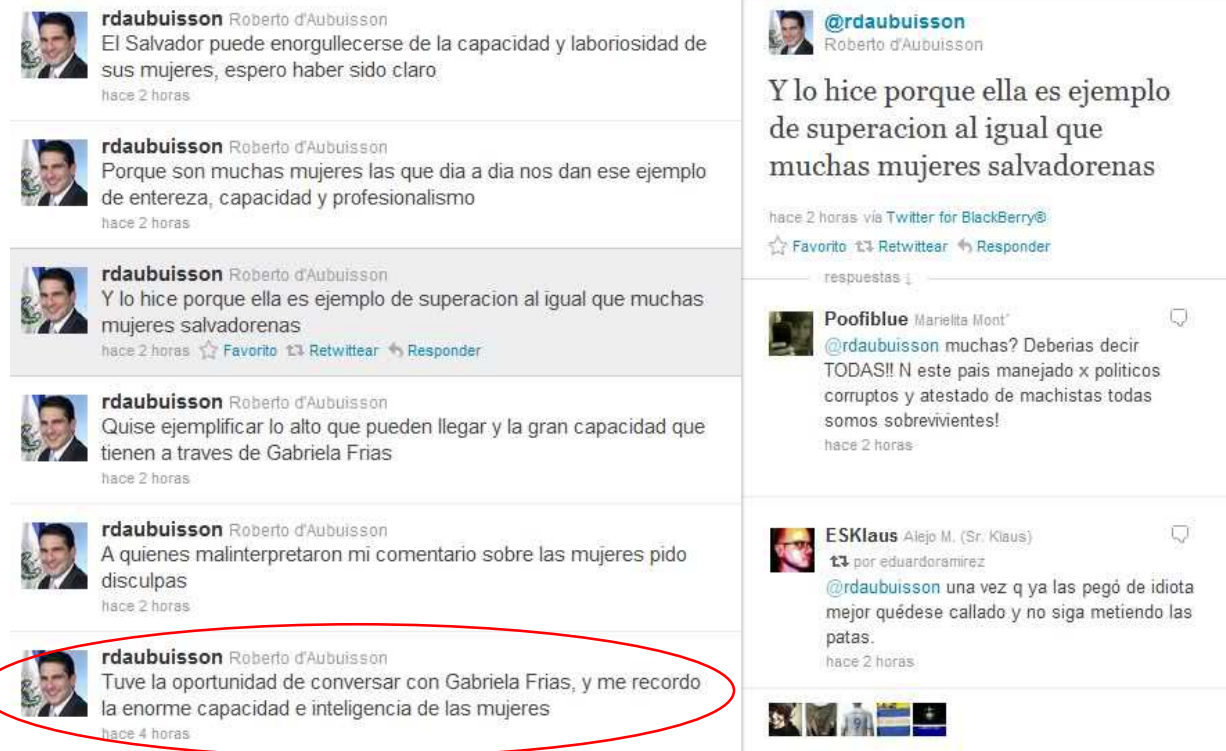 rdaubuisson Roberto d'Aubuisson
El Salvador puede enorgullecerse de la capacidad y laboriosidad de
sus mujeres, espero haber sido claro
hace 2 horas
rdaubuisson Roberto d'Aubuisson
Porque son muchas mujeres las que dia a dia nos dan ese ejemplo
de entereza, capacidad y profesionalismo
hace 2 horas
rdaubuisson Roberto d'Aubuisson
Y lo hice porque ella es ejemplo de superacion al igual que muchas
mujeres salvadorenas
hace 2 horas Favorito Retwittear Responder
rdaubuisson Roberto d'Aubuisson
Quise ejemplificar lo alto que pueden llegar y la gran capacidad que
tienen a traves de Gabriela Frias
hace 2 horas
rdaubuisson Roberto d'Aubuisson
A quienes malinterpretaron mi comentario sobre las mujeres pido
disculpas
hace 2 horas
rdaubuisson Roberto d'Aubuisson
Tuve la oportunidad de conversar con Gabriela Frias, y me recordo
la enorme capacidad e inteligencia de las mujeres
hace 4 horas
@rdaubuisson
Roberto d'Aubuisson
Y lo hice porque ella es ejemplo
de superacion al igual que
muchas mujeres salvadorenas
hace 2 horas vía Twitter for BlackBerry®
Favorito Retwittear Responder
respuestas ↓
Poofiblue Marielita Mont´
@rdaubuisson muchas? Deberias decir
TODAS!! N este pais manejado x politicos
corruptos y atestado de machistas todas
somos sobrevivientes!
hace 2 horas
ESKlaus Alejo M. (Sr. Klaus)
por eduardoramirez
@rdaubuisson una vez q ya las pegó de idiota
mejor quédese callado y no siga metiendo las
patas.
hace 2 horas